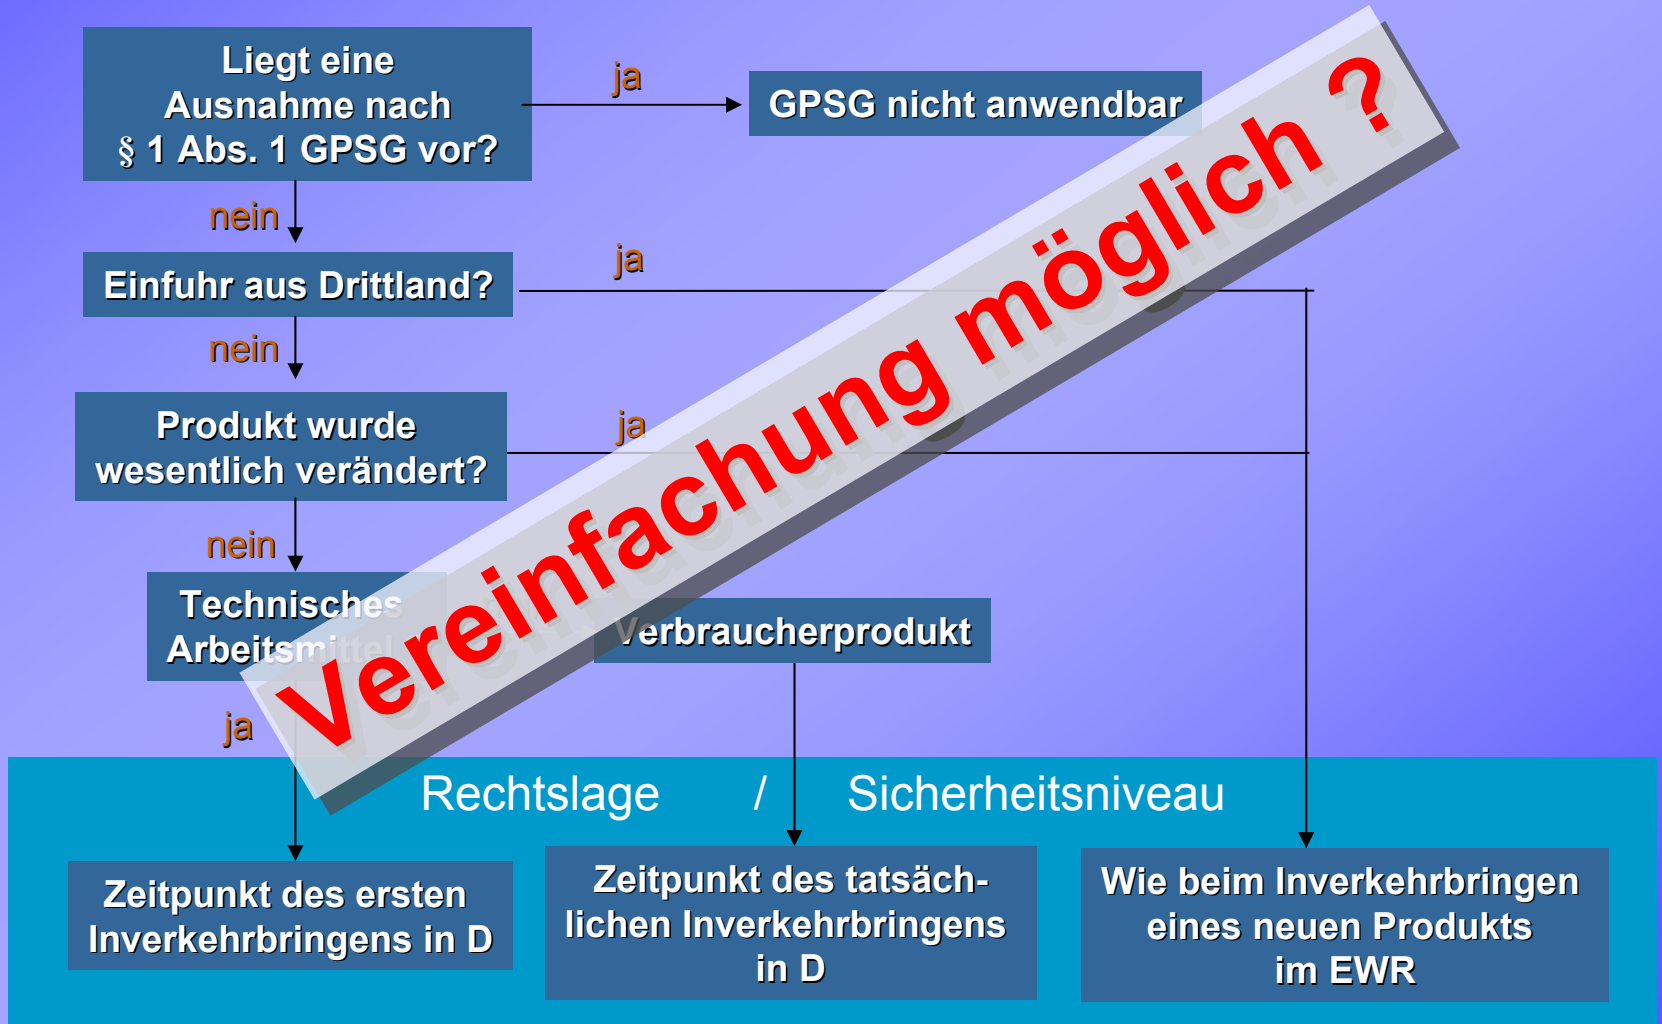 Liegt eine
Ausnahme nach
§ 1 Abs. 1 GPSG vor?
ja
GPSG nicht anwendbar
nein
Einfuhr aus Drittland?
ja
nein
Produkt wurde
wesentlich verändert?
ja
nein
Technisches
Arbeitsmittel
Verbraucherprodukt
ja
Vereinfachung möglich ?
Rechtslage / Sicherheitsniveau
Zeitpunkt des ersten
Inverkehrbringens in D
Zeitpunkt des tatsäch-
lichen Inverkehrbringens
in D
Wie beim Inverkehrbringen
eines neuen Produkts
im EWR